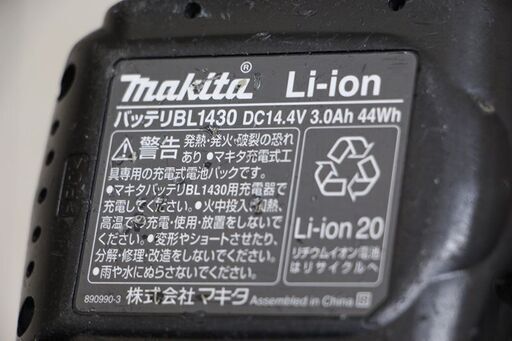 makita® Li-ion
バッテリBL1430 DC14.4V 3.0Ah 44Wh
警告 発熱・発火・破裂の恐れ
あり ●マキタ充電式工
具専用の充電式電池パックです。
●マキタバッテリBL1430用充電器で
充電してください。 ●火中投入、加熱、
高温での充電・使用・放置をしないで
ください。 ●変形やショートさせたり、
分解・修理・改造をしないでください。
●雨や水にぬらさないでください。
Li-ion 20
リチウムイオン電池
はリサイクルへ
890990-3 株式会社 マキタ Assembled in China